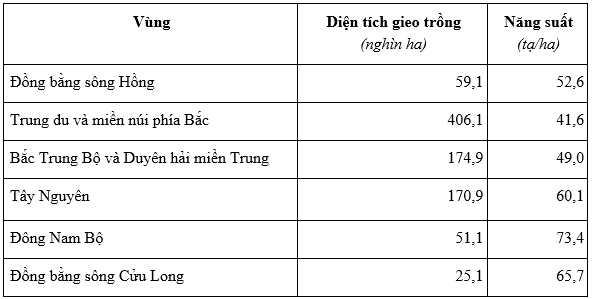 Vùng Diện tích gieo trồng Năng suất
(nghìn ha) (tạ/ha)
Đồng bằng sông Hồng 59,1 52,6
Trung du và miền núi phía Bắc 406,1 41,6
Bắc Trung Bộ và Duyên hải miền Trung 174,9 49,0
Tây Nguyên 170,9 60,1
Đông Nam Bộ 51,1 73,4
Đồng bằng sông Cửu Long 25,1 65,7